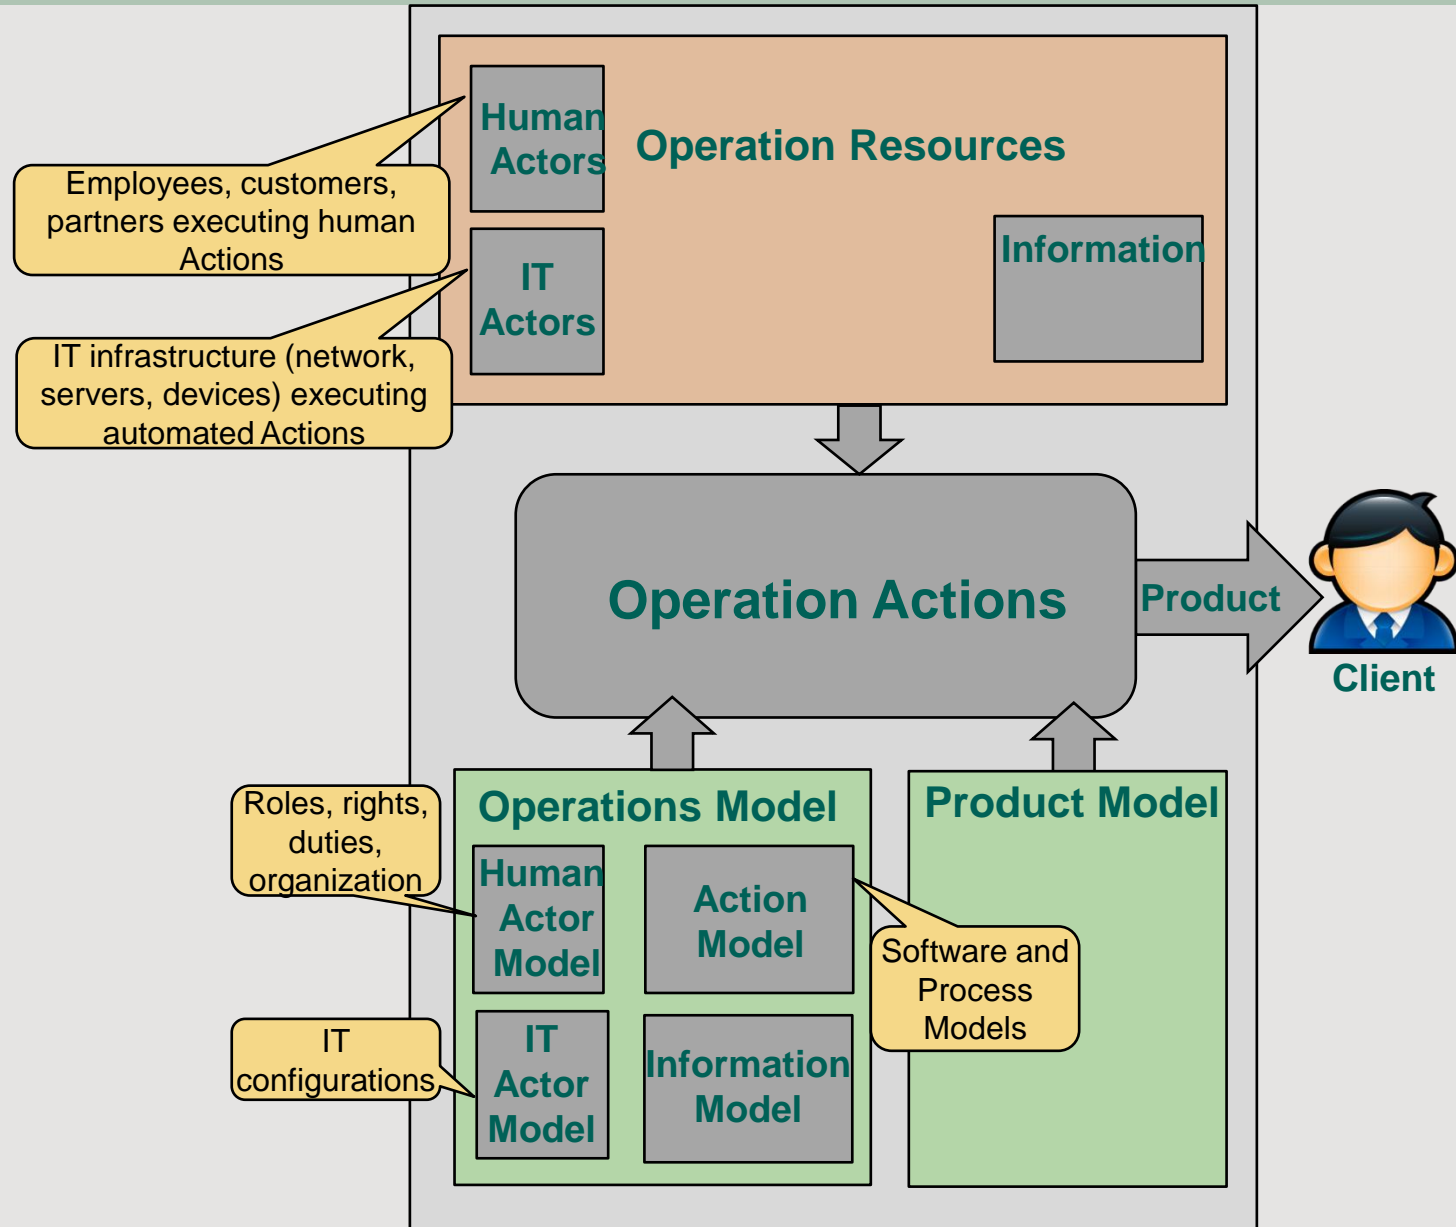 Human
Actors
Operation Resources
Employees, customers,
partners executing human
Actions
IT
Actors
Information
IT infrastructure (network,
servers, devices) executing
automated Actions
Operation Actions
Product
Client
Operations Model
Product Model
Roles, rights,
duties,
organization
Human
Actor
Model
Action
Model
Software and
Process
Models
IT
configurations
IT
Actor
Model
Information
Model